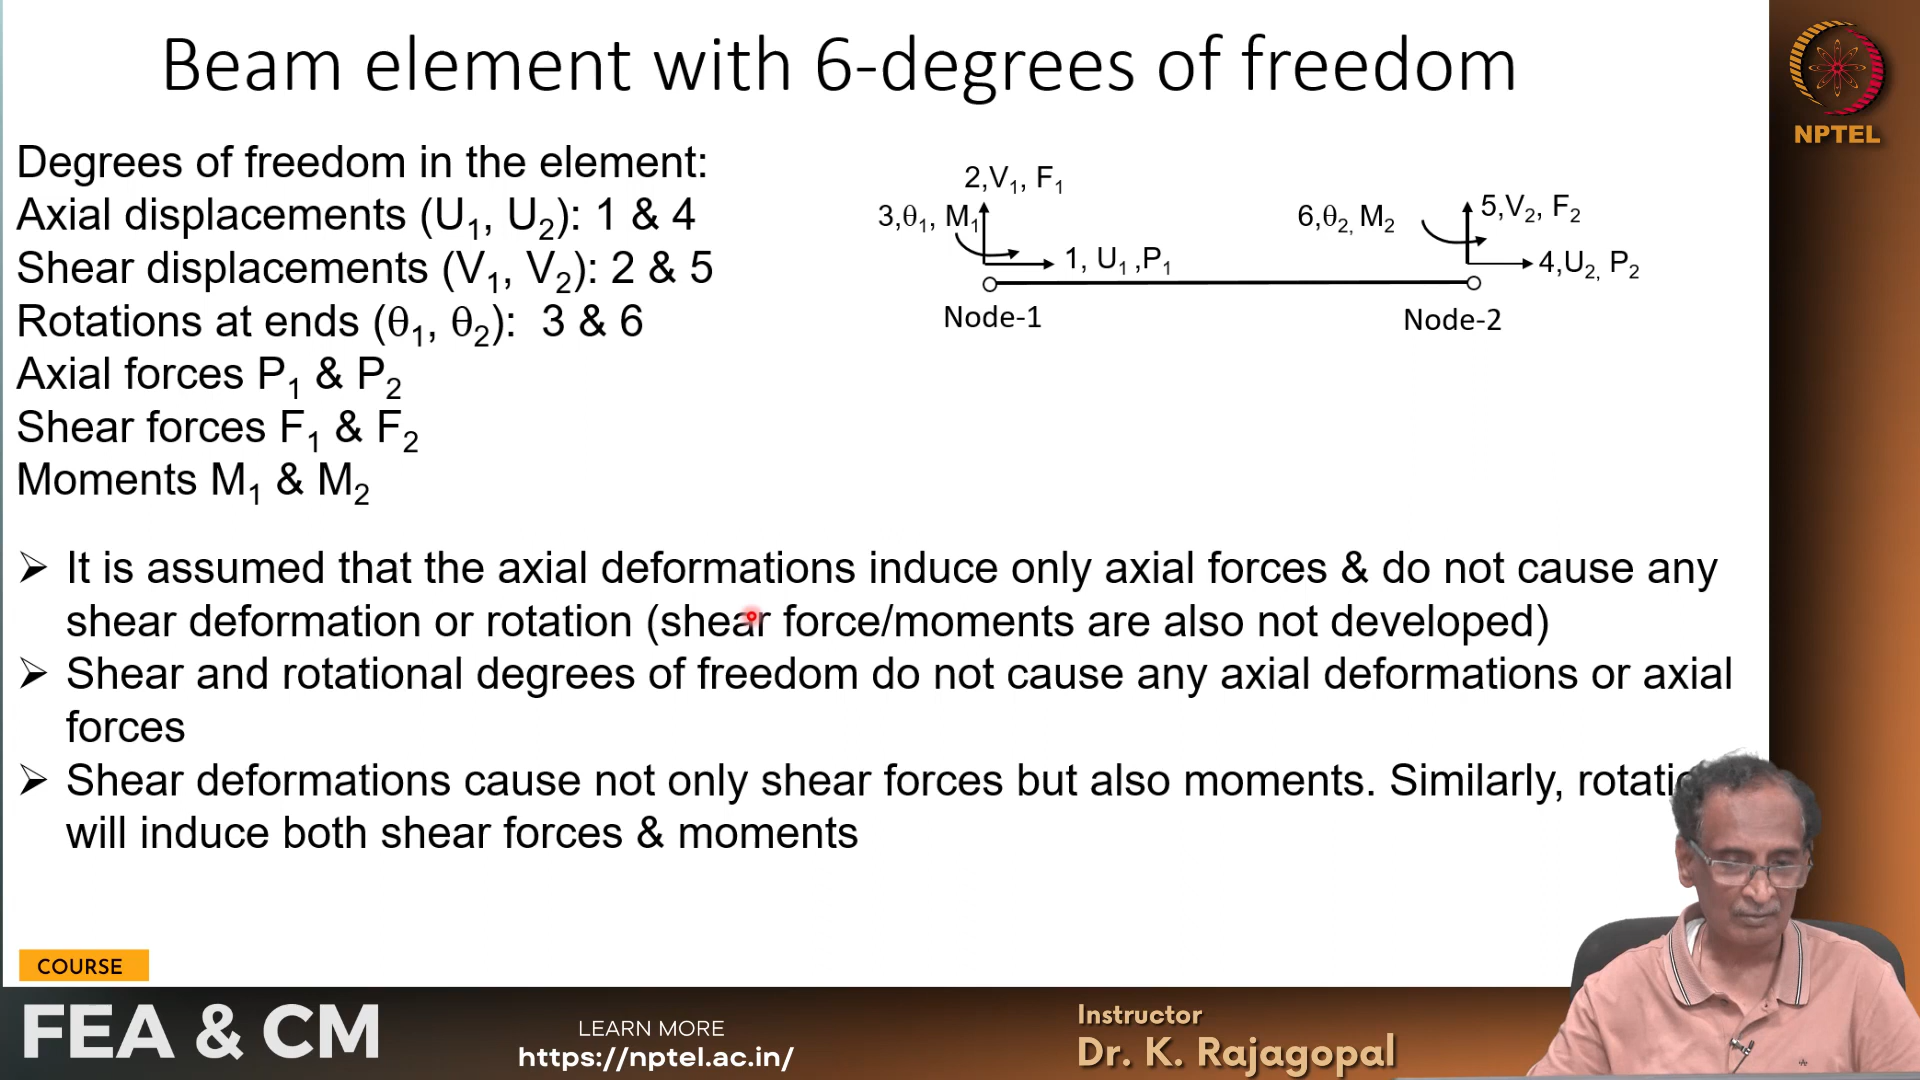 Beam element with 6-degrees of freedom
NPTEL
Degrees of freedom in the element:
Axial displacements (U₁, U₂): 1 & 4
Shear displacements (V₁, V₂): 2 & 5
Rotations at ends (θ₁, θ₂): 3 & 6
Axial forces P₁ & P₂
Shear forces F₁ & F₂
Moments M₁ & M₂
2,V₁, F₁
3,θ₁, M₁
1, U₁ ,P₁
Node-1
6,θ₂, M₂
5,V₂, F₂
4,U₂, P₂
Node-2
➢ It is assumed that the axial deformations induce only axial forces & do not cause any
shear deformation or rotation (shear force/moments are also not developed)
➢ Shear and rotational degrees of freedom do not cause any axial deformations or axial
forces
➢ Shear deformations cause not only shear forces but also moments. Similarly,
will induce both shear forces & moments
COURSE
FEA & CM
LEARN MORE
https://nptel.ac.in/
Instructor
Dr. K. Rajagopal